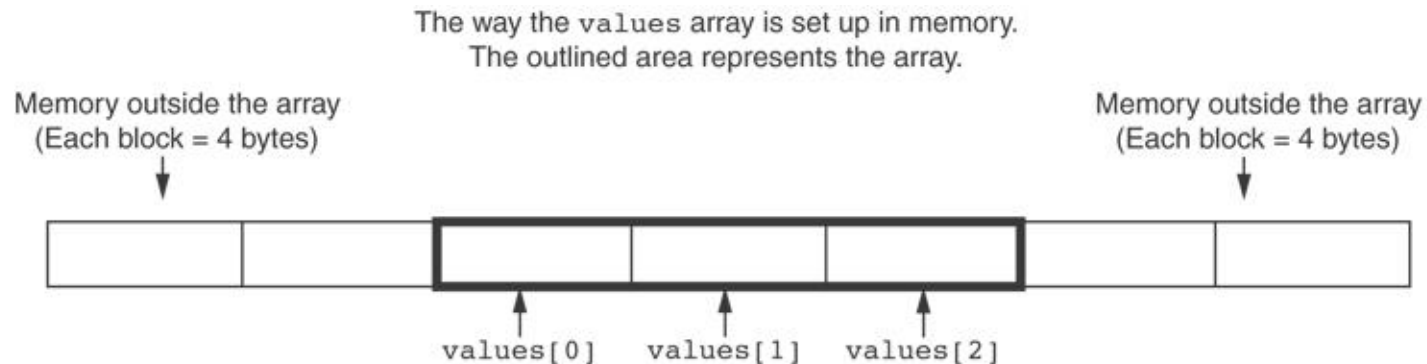 The way the values array is set up in memory.
The outlined area represents the array.
Memory outside the array
(Each block = 4 bytes)
Memory outside the array
(Each block = 4 bytes)
values[0]
values[1]
values[2]